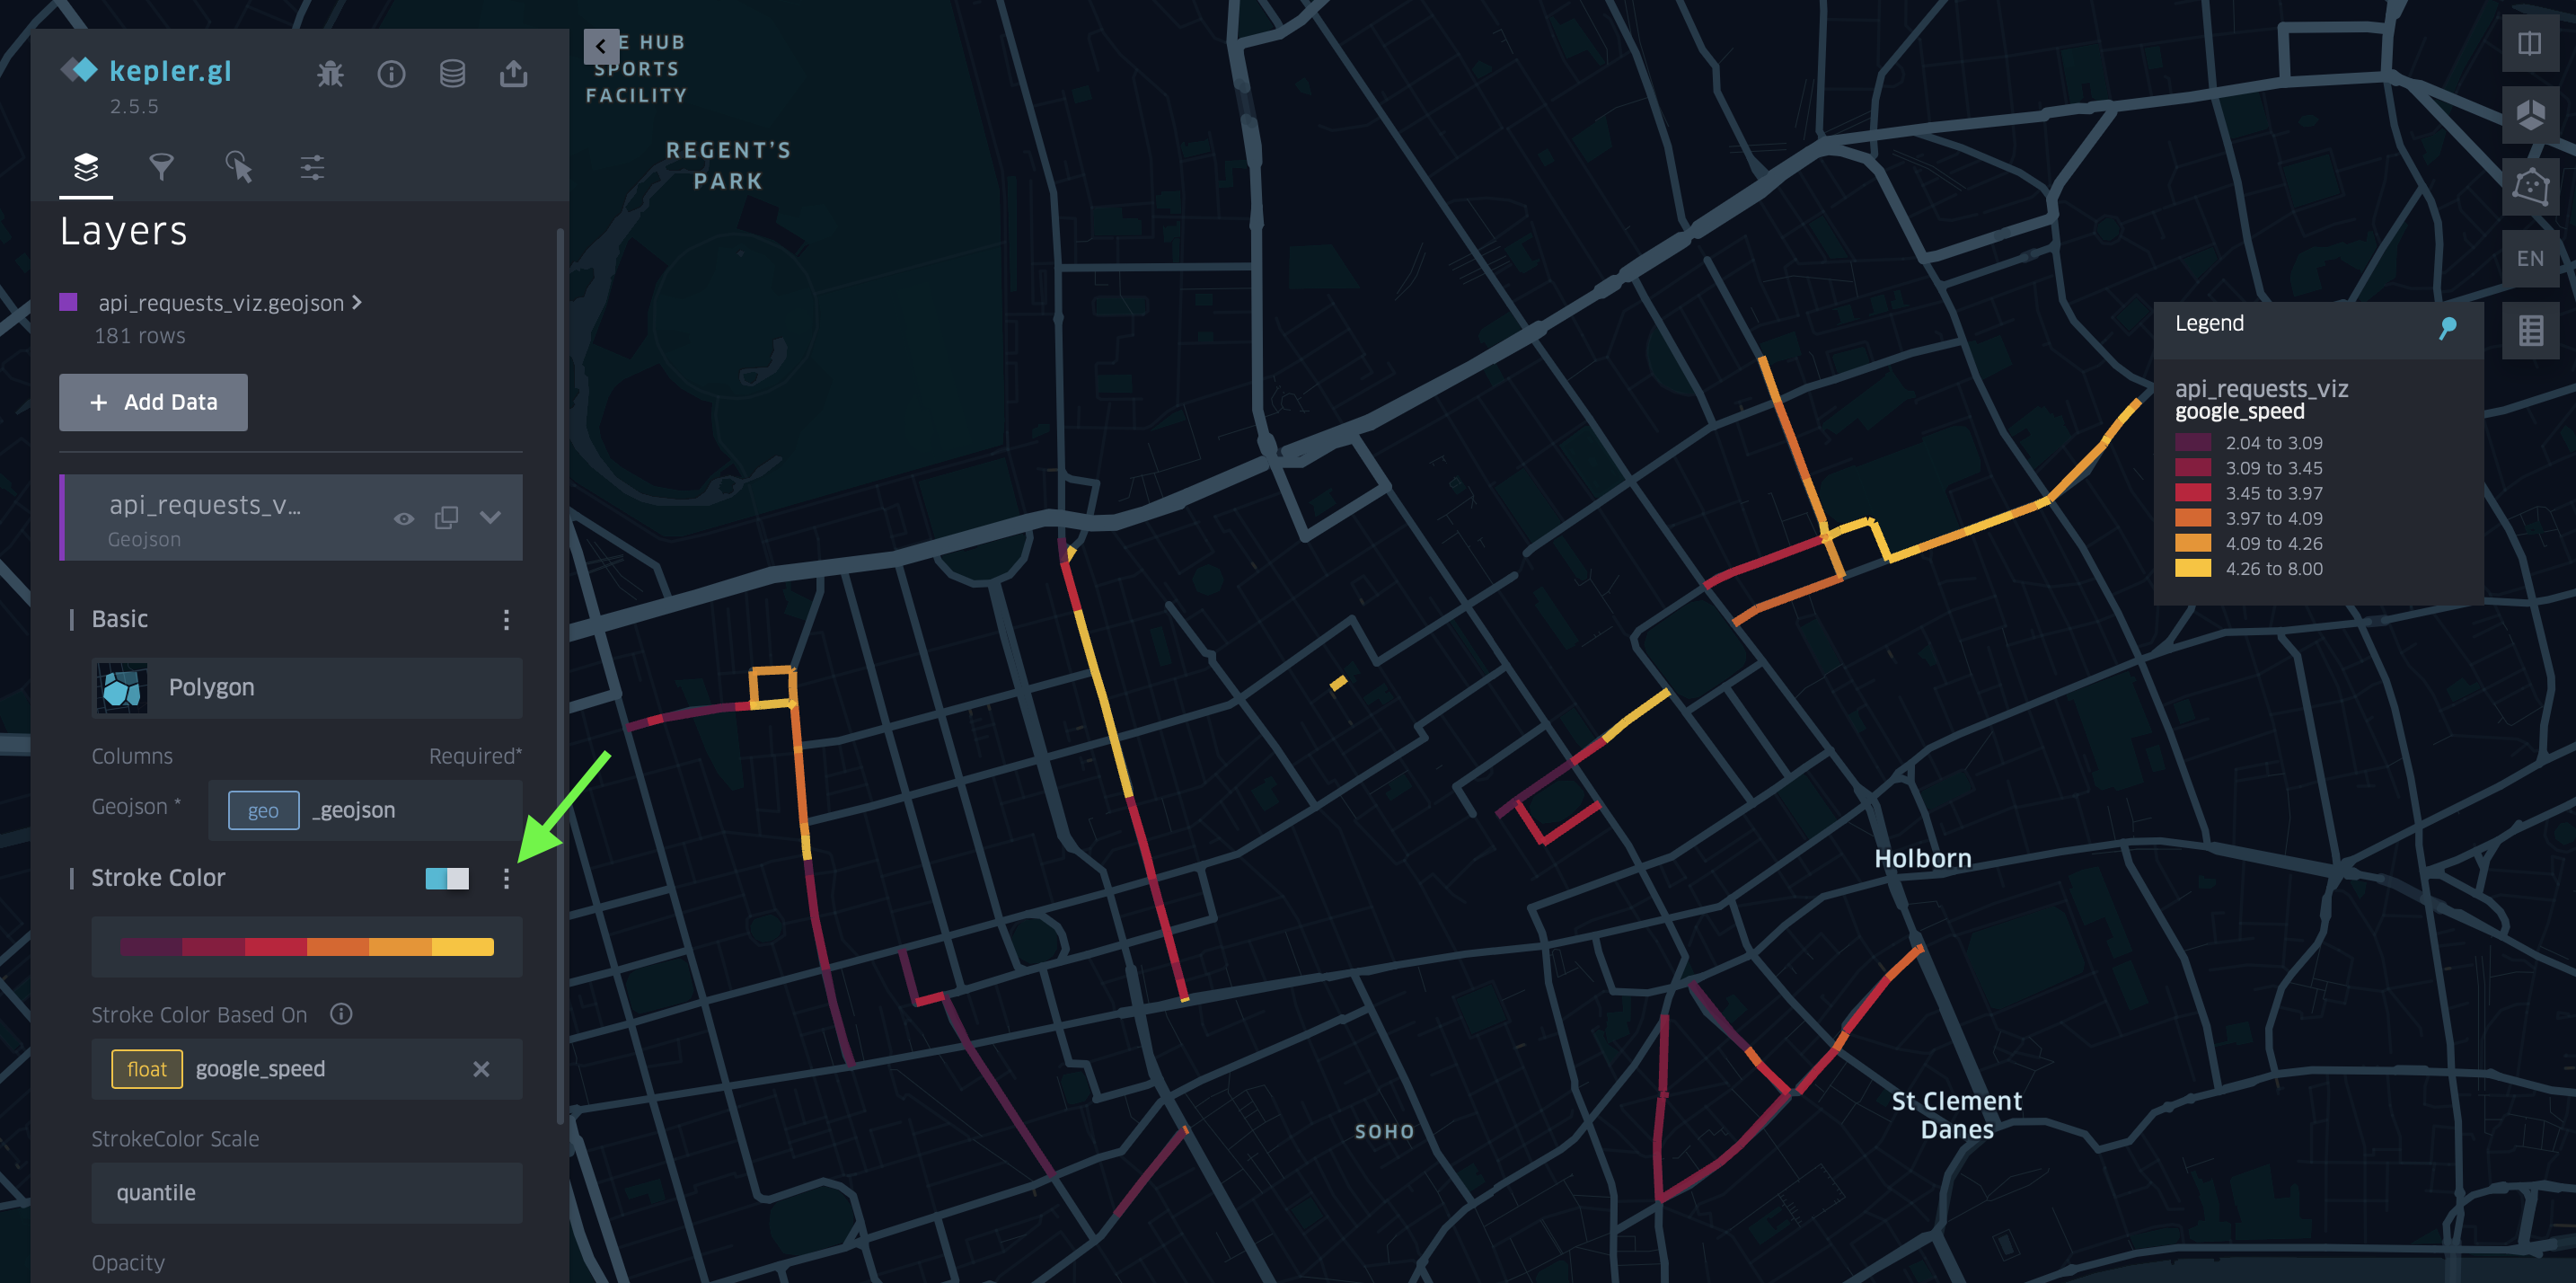 kepler.gl
2.5.5
Layers
api_requests_viz.geojson
181 rows
+ Add Data
api_requests_v...
Geojson
Basic
Polygon
Columns Required*
Geojson * geo _geojson
Stroke Color
Stroke Color Based On
float google_speed
StrokeColor Scale
quantile
Opacity
E HUB
SPORTS
FACILITY
REGENT'S
PARK
Holborn
St Clement
Danes
SOHO
EN
Legend
api_requests_viz
google_speed
2.04 to 3.09
3.09 to 3.45
3.45 to 3.97
3.97 to 4.09
4.09 to 4.26
4.26 to 8.00